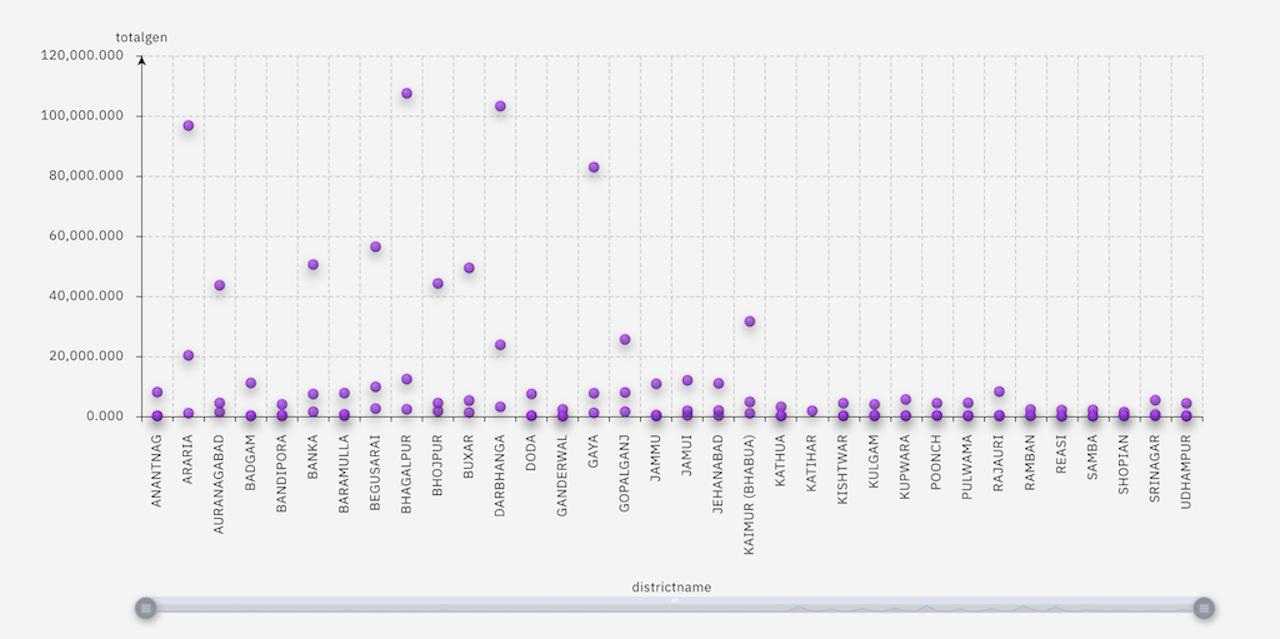 totalgen
120,000.000
100,000.000
80,000.000
60,000.000
40,000.000
20,000.000
0.000
ANANTNAG
ARARIA
AURANAGABAD
BADGAM
BANDIPORA
BANKA
BARAMULLA
BEGUSARAI
BHAGALPUR
BHOJPUR
BUXAR
DARBHANGA
DODA
GANDERWAL
GAYA
GOPALGANJ
JAMMU
JAMUI
JEHANABAD
KAIMUR (BHABUA)
KATHUA
KATIHAR
KISHTWAR
KULGAM
KUPWARA
POONCH
PULWAMA
RAJAURI
RAMBAN
REASI
SAMBA
SHOPIAN
SRINAGAR
UDHAMPUR
districtname